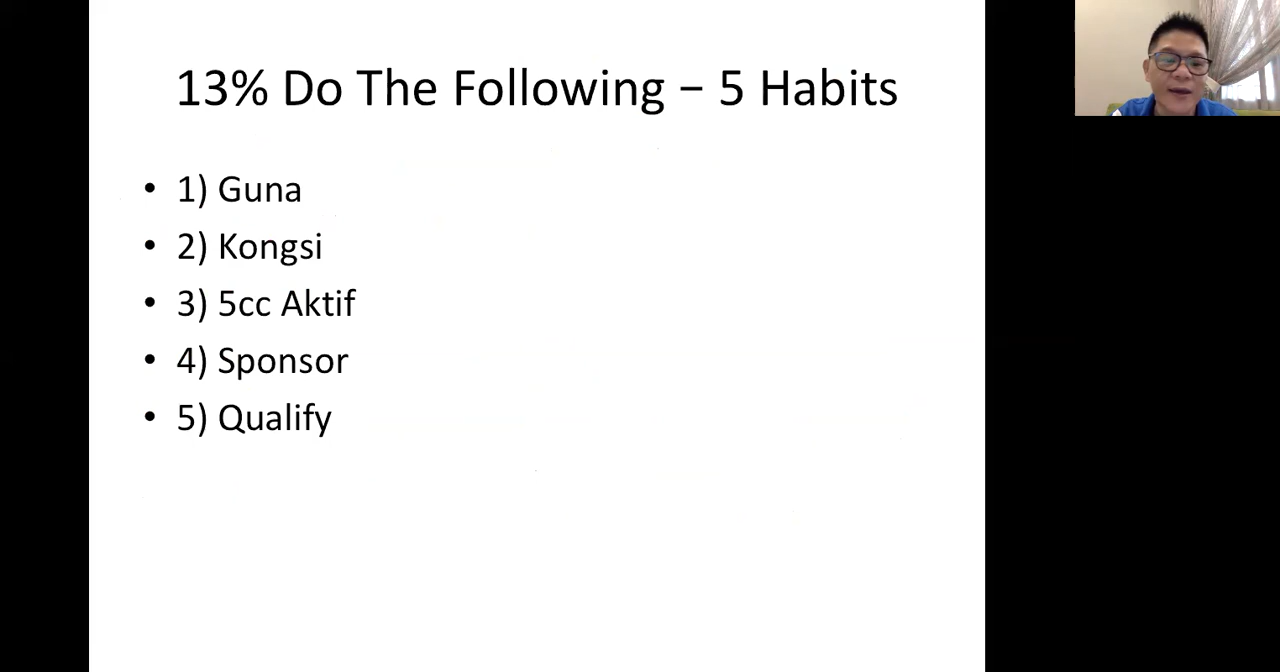 13% Do The Following – 5 Habits
• 1) Guna
• 2) Kongsi
• 3) 5cc Aktif
• 4) Sponsor
• 5) Qualify